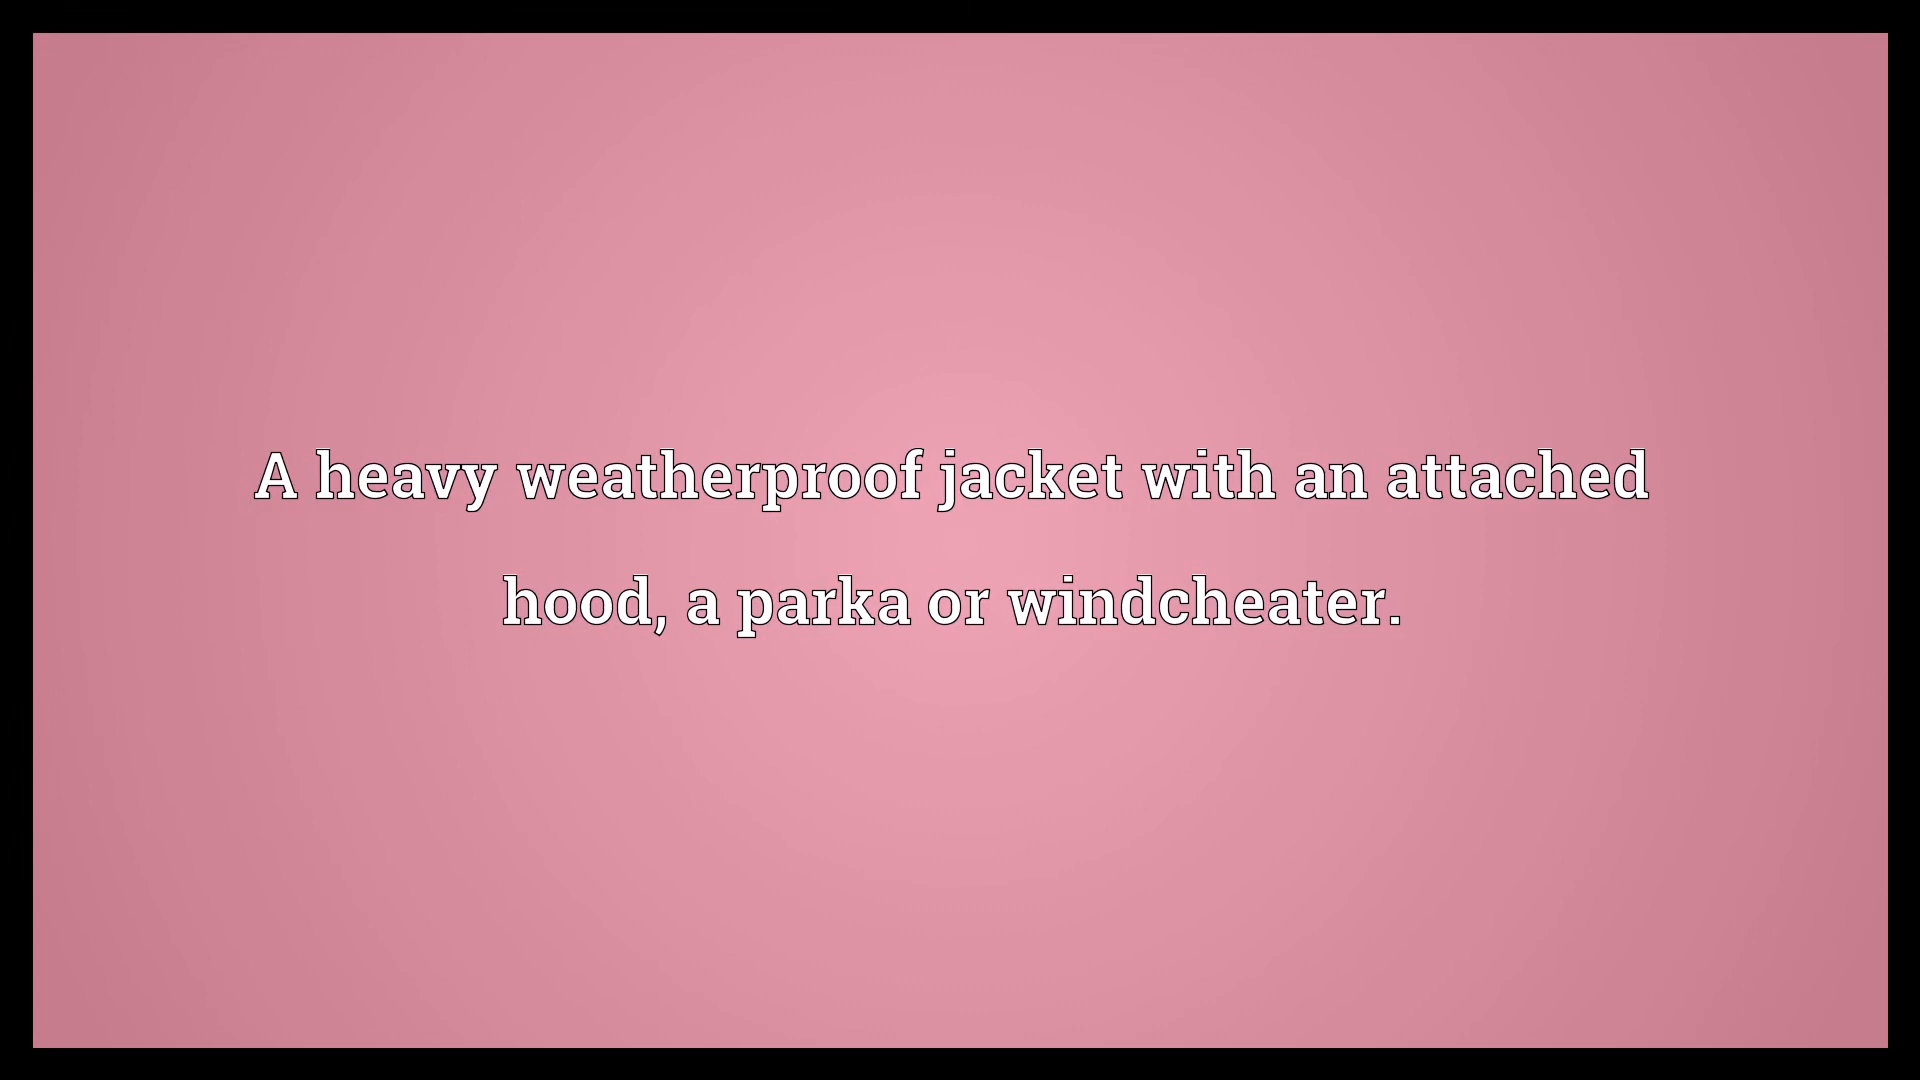 A heavy weatherproof jacket with an attached
hood, a parka or windcheater.